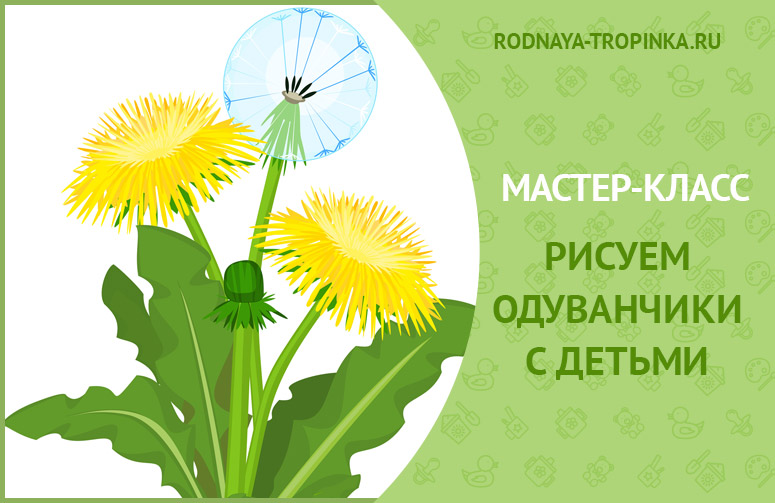 RODNAYA-TROPINKA.RU
МАСТЕР-КЛАСС
РИСУЕМ
ОДУВАНЧИКИ
С ДЕТЬМИ